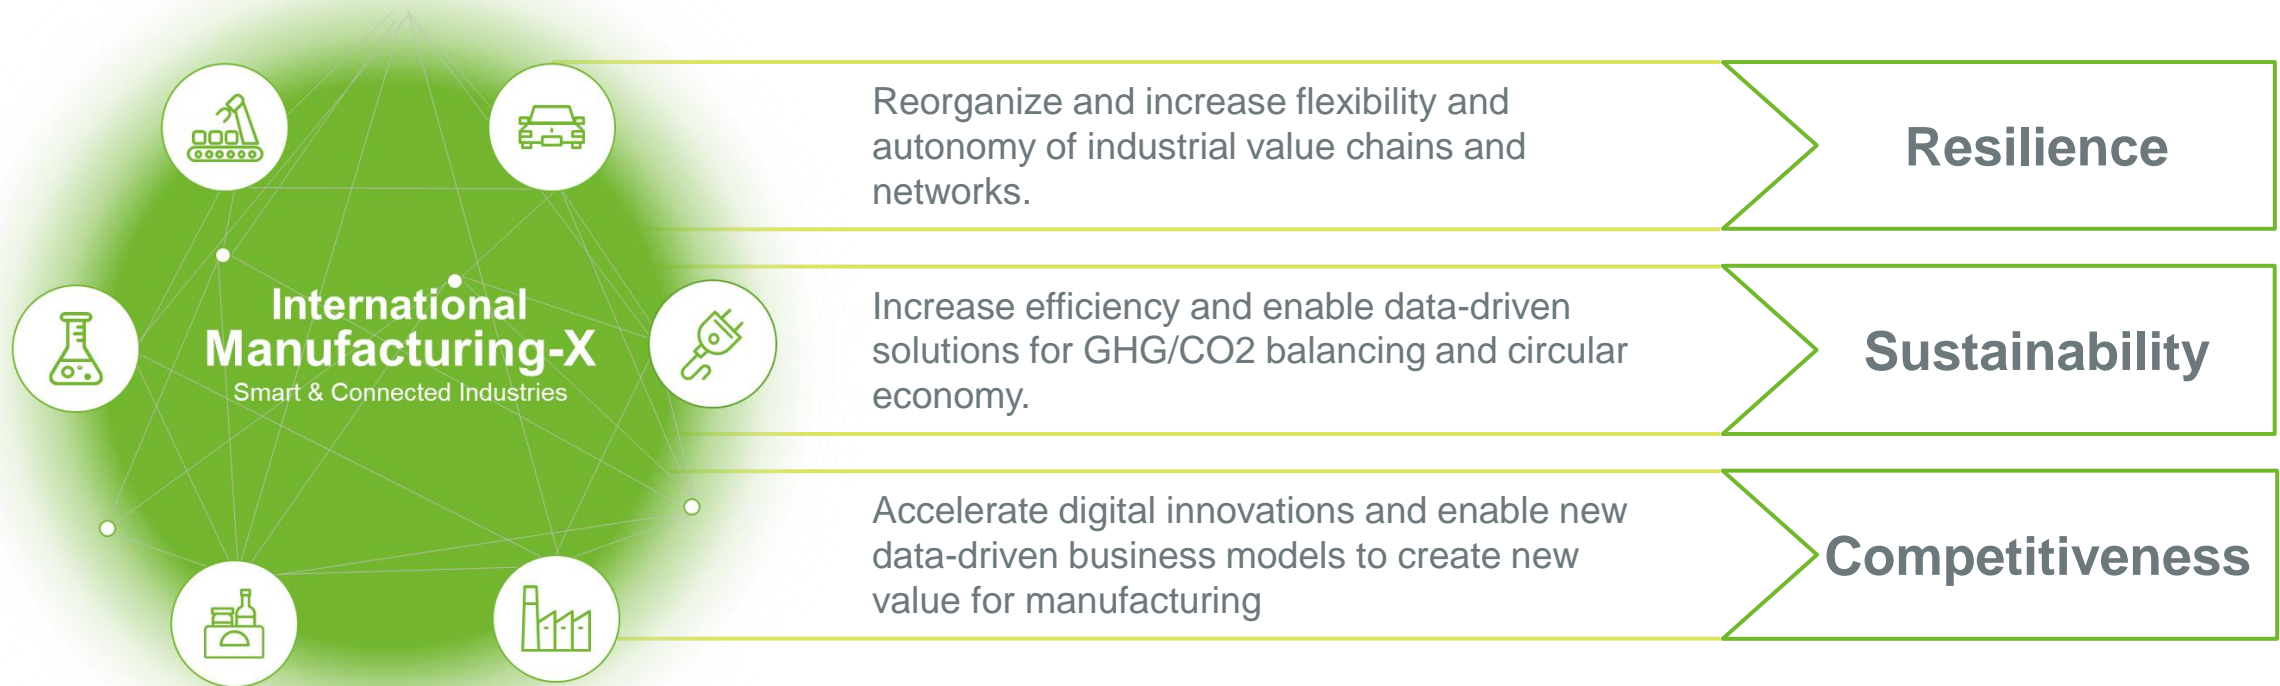 International
Manufacturing-X
Smart & Connected Industries
Reorganize and increase flexibility and
autonomy of industrial value chains and
networks.
Resilience
Increase efficiency and enable data-driven
solutions for GHG/CO2 balancing and circular
economy.
Sustainability
Accelerate digital innovations and enable new
data-driven business models to create new
value for manufacturing
Competitiveness